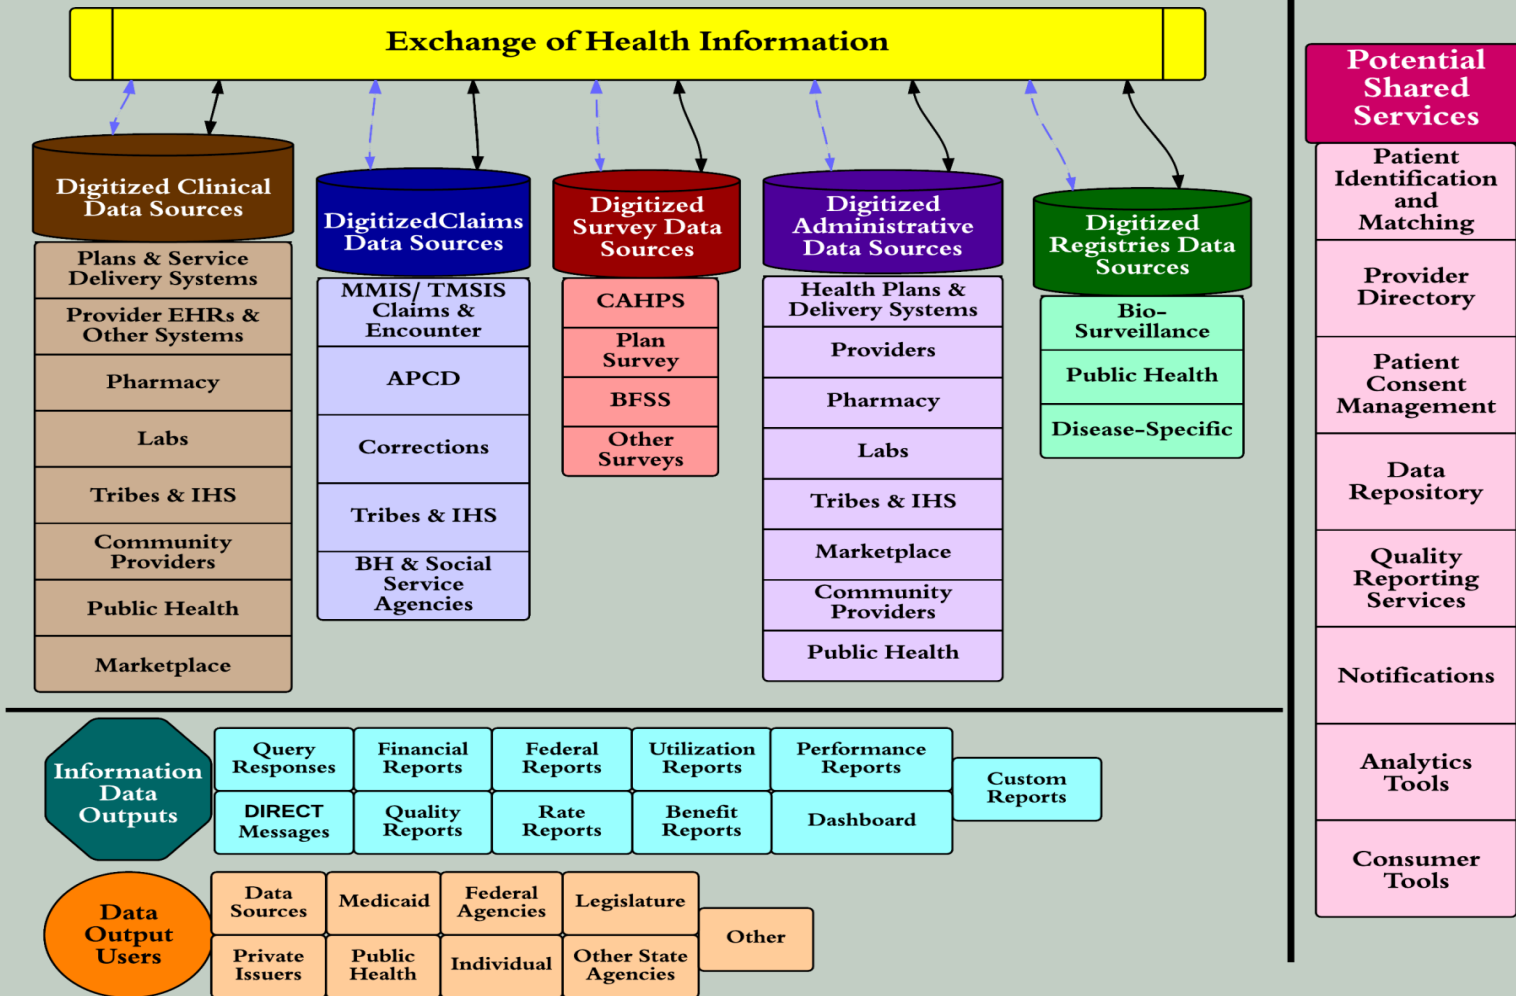 Exchange of Health Information
Digitized Clinical
Data Sources
Plans & Service
Delivery Systems
Provider EHRs &
Other Systems
Pharmacy
Labs
Tribes & IHS
Community
Providers
Public Health
Marketplace
DigitizedClaims
Data Sources
MMIS/ TMSIS
Claims &
Encounter
APCD
Corrections
Tribes & IHS
BH & Social
Service
Agencies
Digitized
Survey Data
Sources
CAHPS
Plan
Survey
BFSS
Other
Surveys
Digitized
Administrative
Data Sources
Health Plans &
Delivery Systems
Providers
Pharmacy
Labs
Tribes & IHS
Marketplace
Community
Providers
Public Health
Digitized
Registries Data
Sources
Bio-
Surveillance
Public Health
Disease-Specific
Potential
Shared
Services
Patient
Identification
and
Matching
Provider
Directory
Patient
Consent
Management
Data
Repository
Quality
Reporting
Services
Notifications
Analytics
Tools
Consumer
Tools
Information
Data
Outputs
Query
Responses
Financial
Reports
Federal
Reports
Utilization
Reports
Performance
Reports
Custom
Reports
DIRECT
Messages
Quality
Reports
Rate
Reports
Benefit
Reports
Dashboard
Data
Output
Users
Data
Sources
Medicaid
Federal
Agencies
Legislature
Other
Private
Issuers
Public
Health
Individual
Other State
Agencies